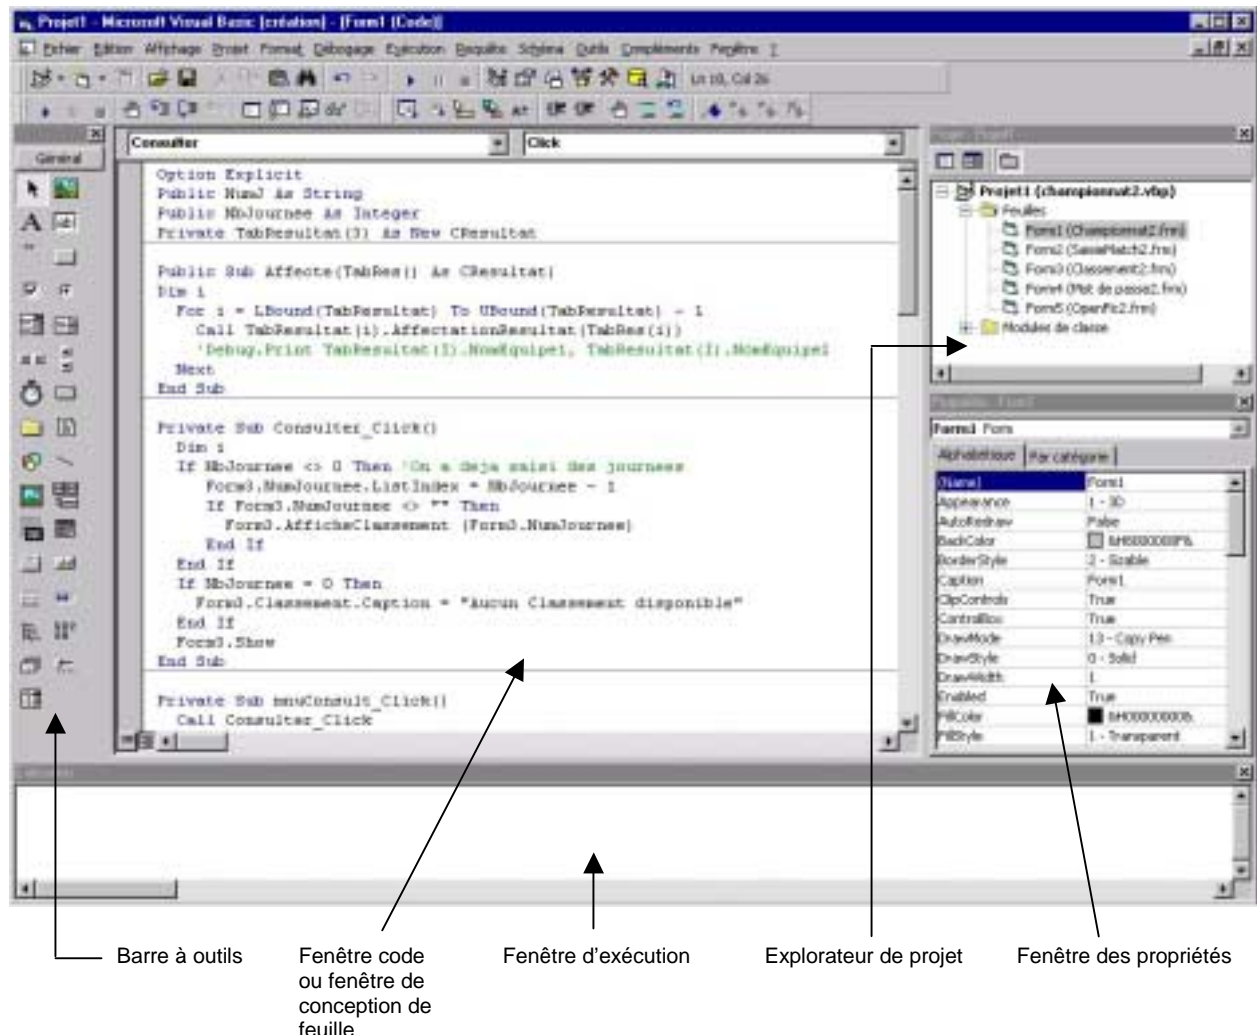 Projet1 - Microsoft Visual Basic [création] - [Form1 (Code)]
Fichier Edition Affichage Projet Format Débogage Exécution Requête Schéma Outils Compléments Fenêtre ?
Ln 10, Col 26
Général
Consulter
Click
Option Explicit
Public NumJ As String
Public NbJournee As Integer
Private TabResultat(3) As New CResultat
Public Sub Affecte(TabRes() As CResultat)
Dim i
For i = LBound(TabResultat) To UBound(TabResultat) - 1
Call TabResultat(i).AffectationResultat(TabRes(i))
'Debug.Print TabResultat(I).NomEquipe1, TabResultat(I).NomEquipe1
Next
End Sub
Private Sub Consulter_Click()
Dim i
If NbJournee <> 0 Then 'On a deja saisi des journees
Form3.NumJournee.ListIndex = NbJournee - 1
If Form3.NumJournee <> "" Then
Form3.AfficheClassement (Form3.NumJournee)
End If
End If
If NbJournee = 0 Then
Form3.Classement.Caption = "Aucun Classement disponible"
End If
Form3.Show
End Sub
Private Sub mnuConsult_Click()
Call Consulter_Click
Projet - Projet1
Projet1 (championnat2.vbp)
Feuilles
Form1 (Championnat2.frm)
Form2 (SaisieMatch2.frm)
Form3 (Classement2.frm)
Form4 (Mot de passe2.frm)
Form5 (OpenFic2.frm)
Modules de classe
Propriétés - Form1
Form1 Form
Alphabétique Par catégorie
(Name) Form1
Appearance 1 - 3D
AutoRedraw False
BackColor &H8000000F&
BorderStyle 2 - Sizable
Caption Form1
ClipControls True
ControlBox True
DrawMode 13 - Copy Pen
DrawStyle 0 - Solid
DrawWidth 1
Enabled True
FillColor &H00000000&
FillStyle 1 - Transparent
Barre à outils
Fenêtre code
ou fenêtre de
conception de
feuille
Fenêtre d'exécution
Explorateur de projet
Fenêtre des propriétés